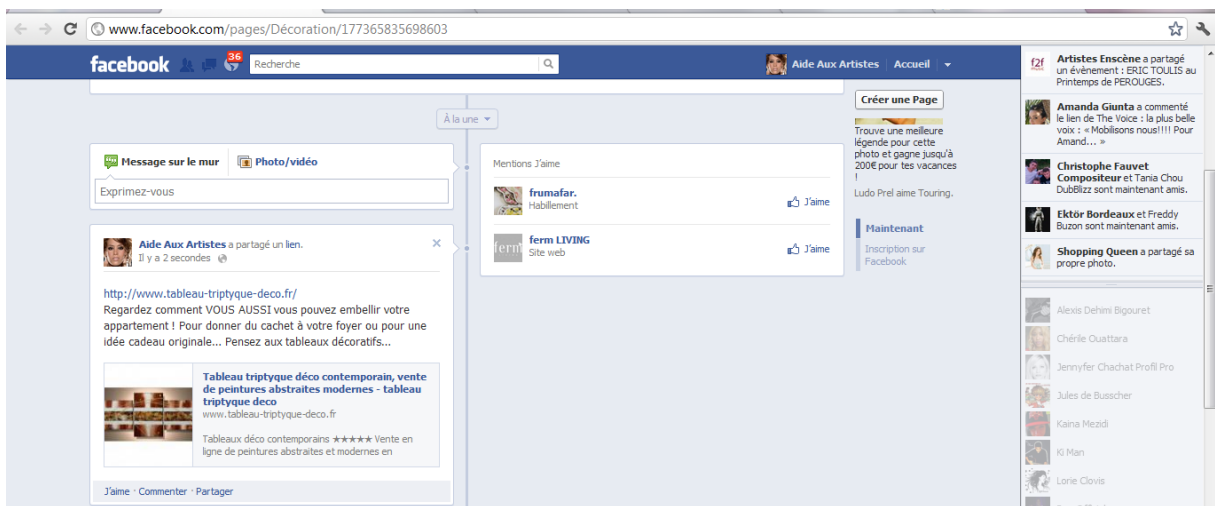 www.facebook.com/pages/Décoration/177365835698603
facebook
36
Recherche
Aide Aux Artistes
Accueil
À la une
Message sur le mur
Photo/vidéo
Exprimez-vous
Aide Aux Artistes a partagé un lien.
Il y a 2 secondes
http://www.tableau-triptyque-deco.fr/
Regardez comment VOUS AUSSI vous pouvez embellir votre
appartement ! Pour donner du cachet à votre foyer ou pour une
idée cadeau originale... Pensez aux tableaux décoratifs...
Tableau triptyque déco contemporain, vente
de peintures abstraites modernes - tableau
triptyque deco
www.tableau-triptyque-deco.fr
Tableaux déco contemporains ★★★★★ Vente en
ligne de peintures abstraites et modernes en
J'aime · Commenter · Partager
Mentions J'aime
frumafar.
Habillement
J'aime
ferm
ferm LIVING
Site web
J'aime
Créer une Page
Trouve une meilleure
légende pour cette
photo et gagne jusqu'à
200€ pour tes vacances
!
Ludo Prel aime Touring.
Maintenant
Inscription sur
Facebook
f2f
Artistes Enscène a partagé
un évènement : ERIC TOULIS au
Printemps de PEROUGES.
Amanda Giunta a commenté
le lien de The Voice : la plus belle
voix : « Mobilisons nous!!!! Pour
Amand... »
Christophe Fauvet
Compositeur et Tania Chou
DubBlizz sont maintenant amis.
Ektör Bordeaux et Freddy
Buzon sont maintenant amis.
Shopping Queen a partagé sa
propre photo.
Alexis Dehimi Bigouret
Chérile Ouattara
Jennyfer Chachat Profil Pro
Jules de Busscher
Kaina Mezidi
Ki Man
Lorie Clovis